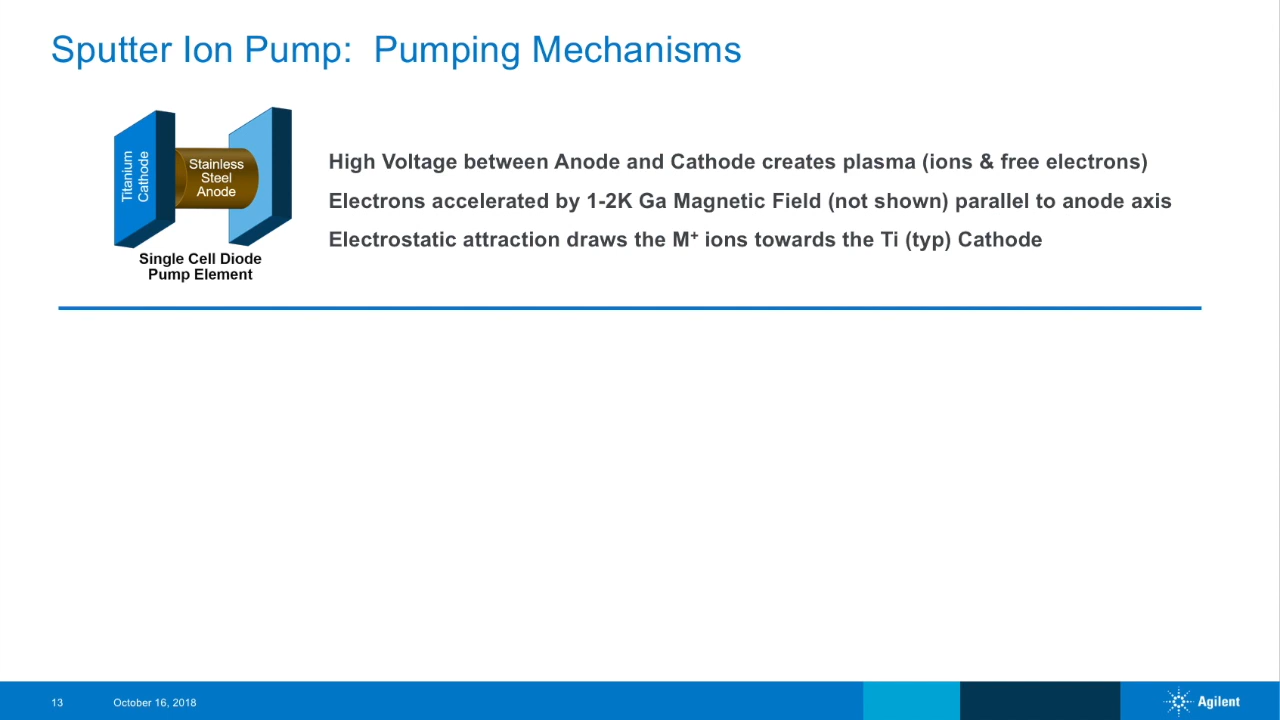 Sputter Ion Pump:  Pumping Mechanisms
Titanium
Cathode
Stainless
Steel
Anode
Single Cell Diode
Pump Element
High Voltage between Anode and Cathode creates plasma (ions & free electrons)
Electrons accelerated by 1-2K Ga Magnetic Field (not shown) parallel to anode axis
Electrostatic attraction draws the M⁺ ions towards the Ti (typ) Cathode
13
October 16, 2018
Agilent